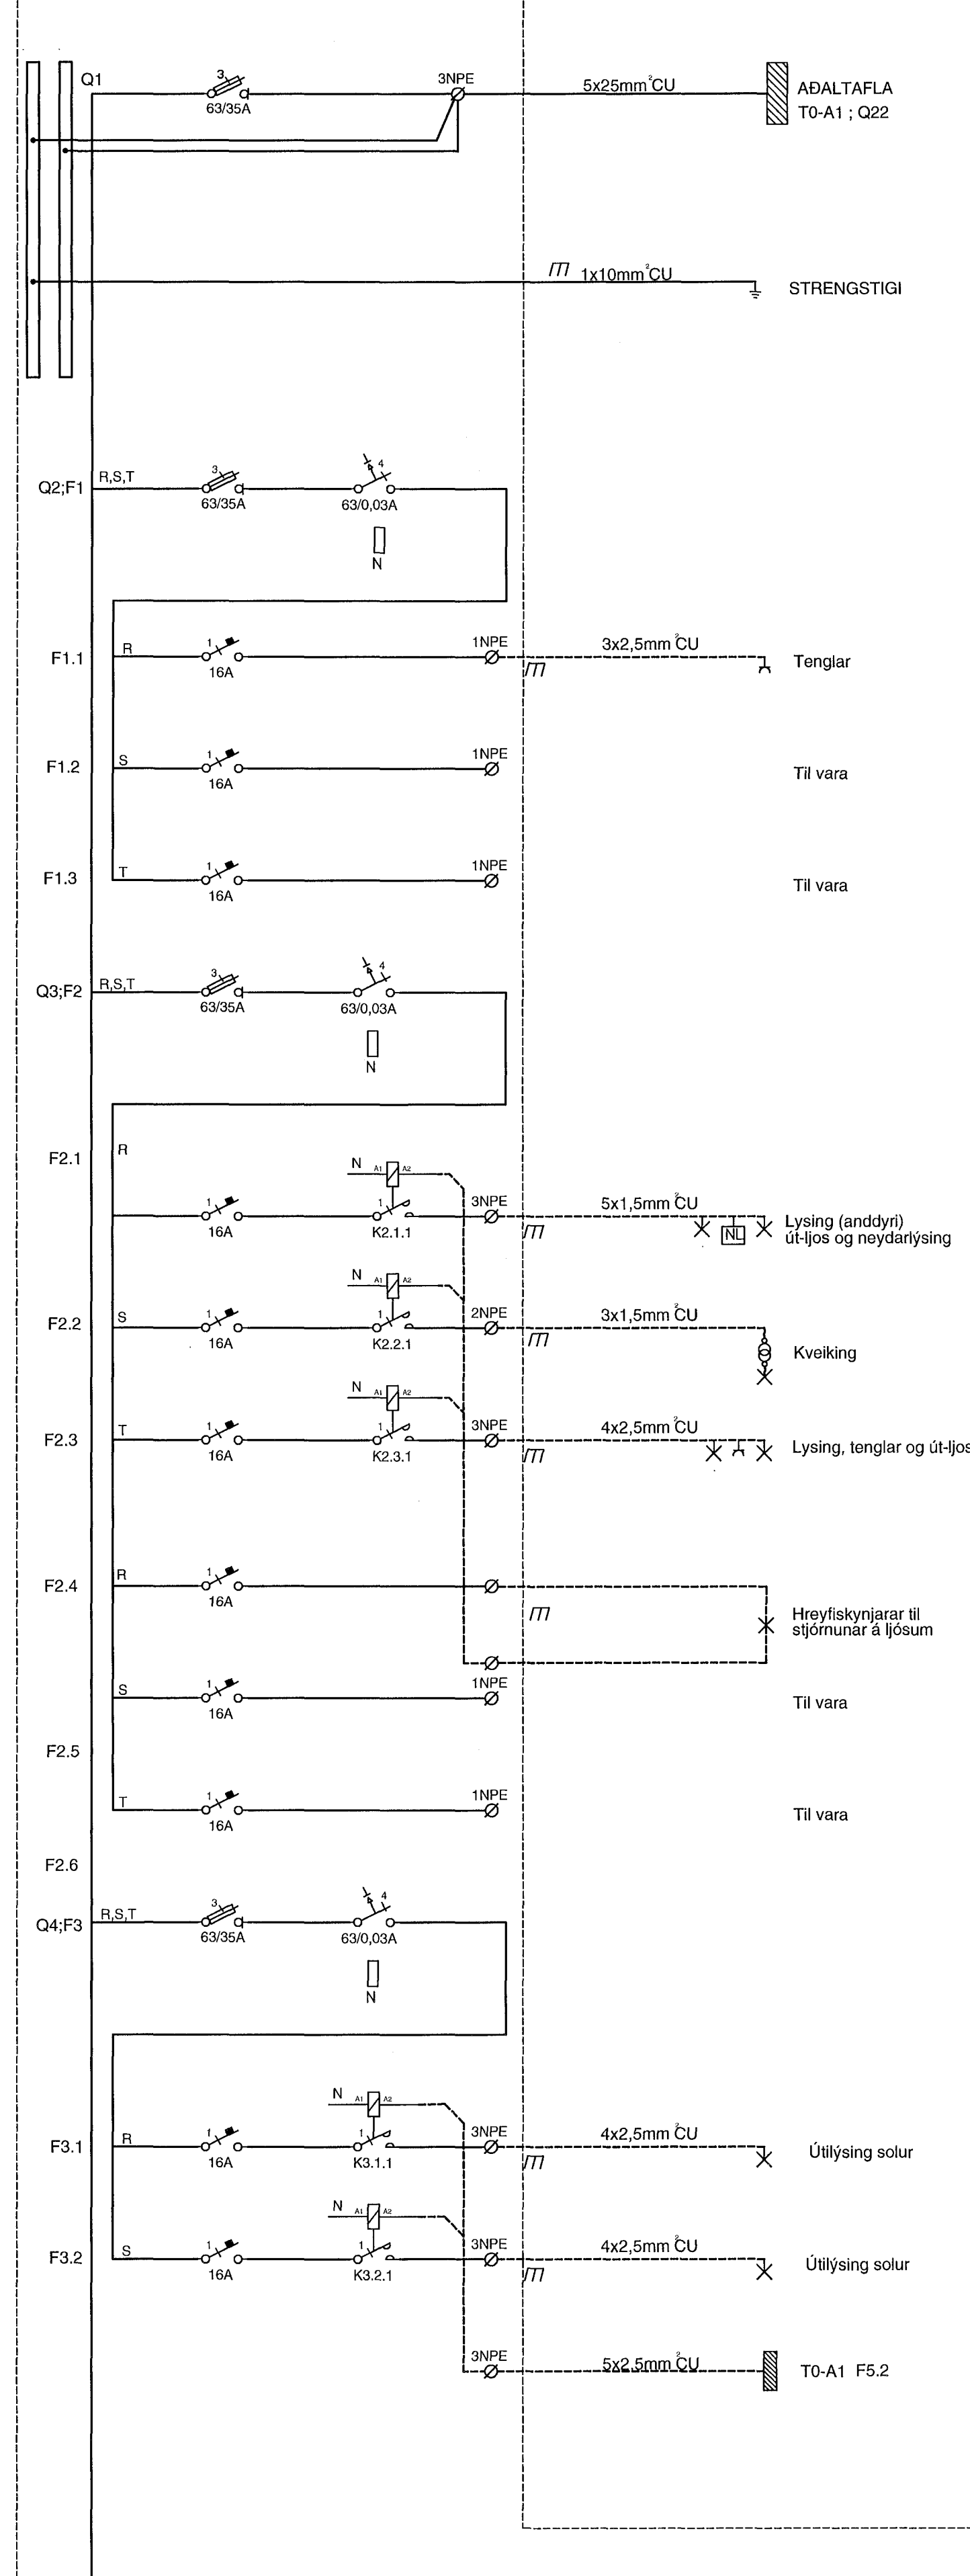 Q1 3 63/35A 3NPE 5x25mm²CU AÐALTAFLA
T0-A1 ; Q22
1x10mm²CU STRENGSTIGI
Q2;F1 R,S,T 3 63/35A 4 63/0,03A
N
F1.1 R 1 16A 1NPE 3x2,5mm²CU Tenglar
F1.2 S 1 16A 1NPE Til vara
F1.3 T 1 16A 1NPE Til vara
Q3;F2 R,S,T 3 63/35A 4 63/0,03A
N
F2.1 R
N A1 A2
1 16A 1 K2.1.1 3NPE 5x1,5mm²CU NL Lysing (anddyri)
út-ljos og neydarlýsing
N A1 A2
F2.2 S 1 16A 1 K2.2.1 2NPE 3x1,5mm²CU Kveiking
N A1 A2
F2.3 T 1 16A 1 K2.3.1 3NPE 4x2,5mm²CU Lysing, tenglar og út-ljos
F2.4 R 1 16A Hreyfiskynjarar til
stjórnunar á ljósum
S 1 16A 1NPE Til vara
F2.5
T 1 16A 1NPE Til vara
F2.6
Q4;F3 R,S,T 3 63/35A 4 63/0,03A
N
N A1 A2
F3.1 R 1 16A 1 K3.1.1 3NPE 4x2,5mm²CU Útilýsing solur
N A1 A2
F3.2 S 1 16A 1 K3.2.1 3NPE 4x2,5mm²CU Útilýsing solur
3NPE 5x2,5mm²CU T0-A1 F5.2